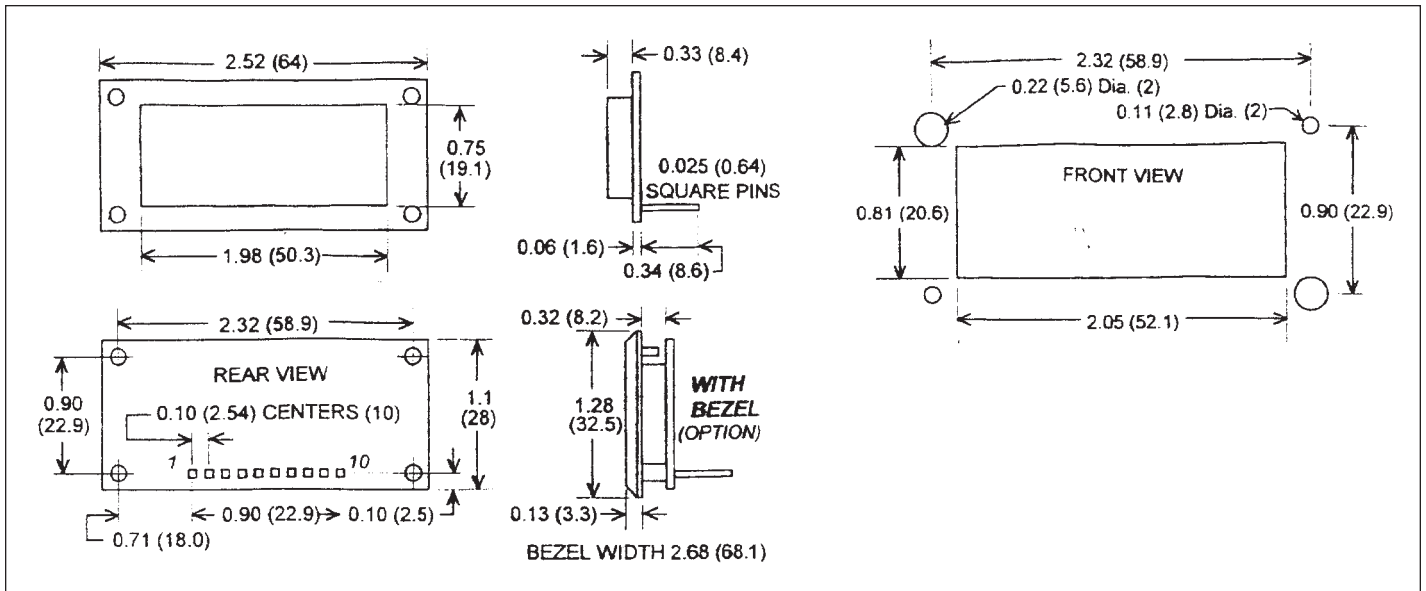 2.52 (64)
0.75
(19.1)
1.98 (50.3)
0.33 (8.4)
0.025 (0.64)
SQUARE PINS
0.06 (1.6)
0.34 (8.6)
2.32 (58.9)
0.22 (5.6) Dia. (2)
0.11 (2.8) Dia. (2)
FRONT VIEW
0.81 (20.6)
0.90
(22.9)
2.05 (52.1)
2.32 (58.9)
REAR VIEW
0.90
(22.9)
0.10 (2.54) CENTERS (10)
1.1
(28)
1
10
0.90 (22.9)
0.10 (2.5)
0.71 (18.0)
0.32 (8.2)
1.28
(32.5)
WITH
BEZEL
(OPTION)
0.13 (3.3)
BEZEL WIDTH 2.68 (68.1)